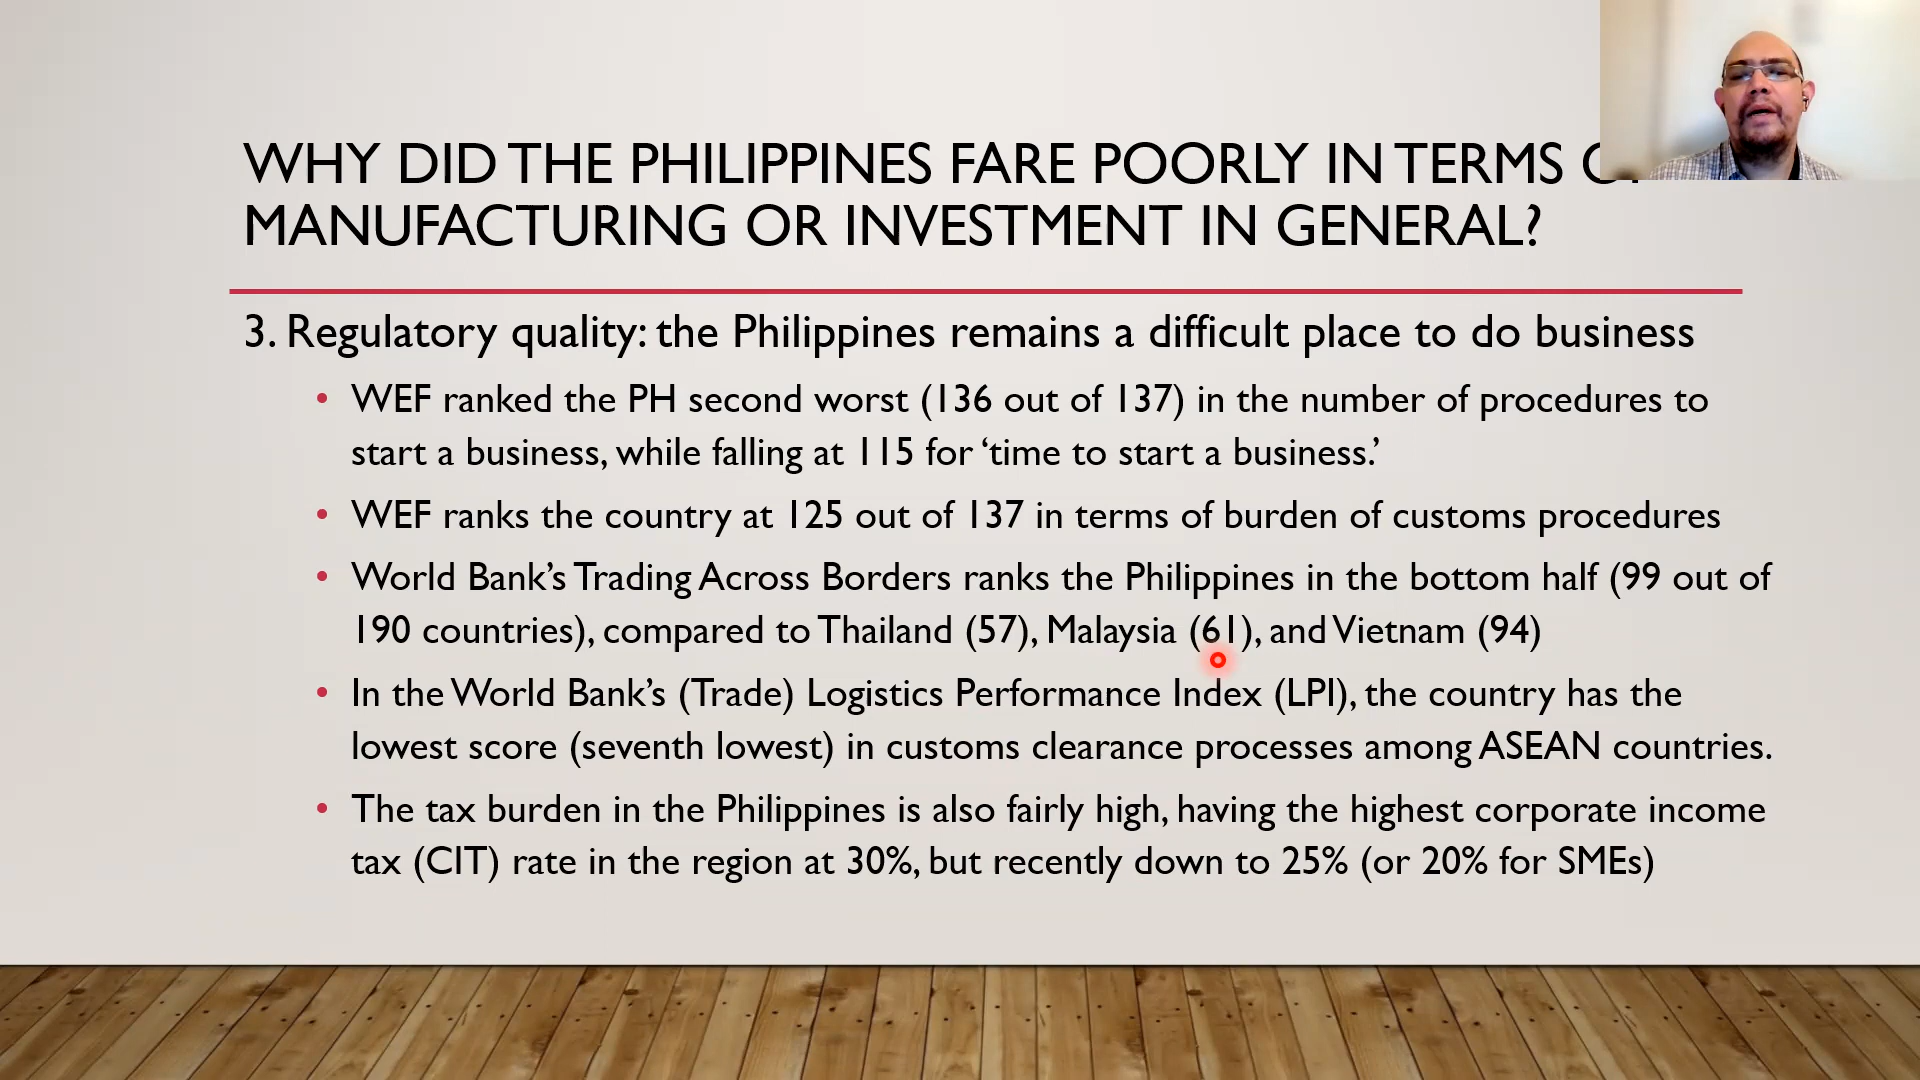 WHY DID THE PHILIPPINES FARE POORLY IN TERMS
MANUFACTURING OR INVESTMENT IN GENERAL?
3. Regulatory quality: the Philippines remains a difficult place to do business
• WEF ranked the PH second worst (136 out of 137) in the number of procedures to
start a business, while falling at 115 for ‘time to start a business.’
• WEF ranks the country at 125 out of 137 in terms of burden of customs procedures
• World Bank’s Trading Across Borders ranks the Philippines in the bottom half (99 out of
190 countries), compared to Thailand (57), Malaysia (61), and Vietnam (94)
• In the World Bank’s (Trade) Logistics Performance Index (LPI), the country has the
lowest score (seventh lowest) in customs clearance processes among ASEAN countries.
• The tax burden in the Philippines is also fairly high, having the highest corporate income
tax (CIT) rate in the region at 30%, but recently down to 25% (or 20% for SMEs)